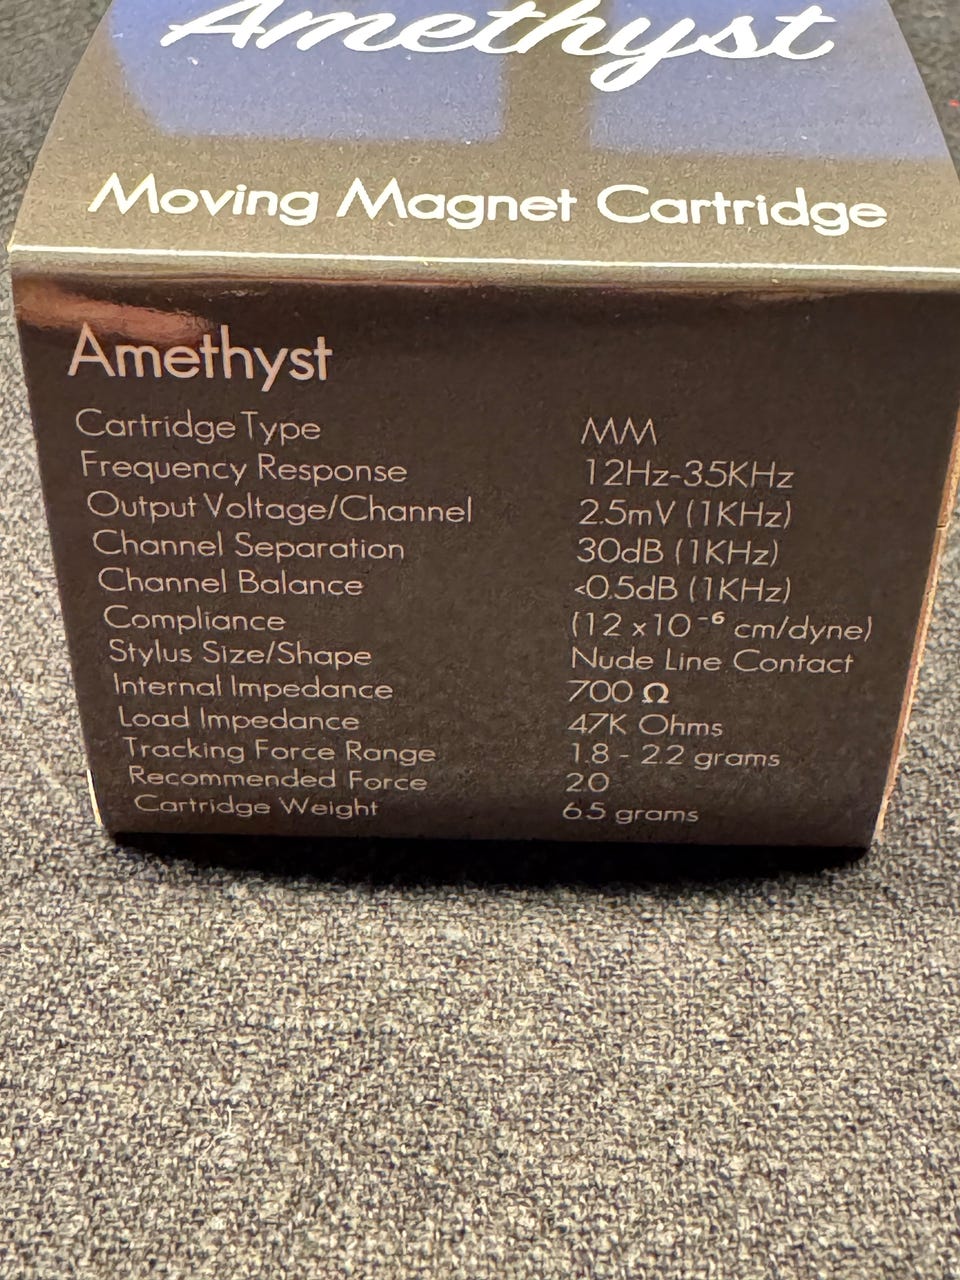 Amethyst
Moving Magnet Cartridge
Amethyst
Cartridge Type MM
Frequency Response 12Hz-35KHz
Output Voltage/Channel 2.5mV (1KHz)
Channel Separation 30dB (1KHz)
Channel Balance <0.5dB (1KHz)
Compliance (12 x10⁻⁶ cm/dyne)
Stylus Size/Shape Nude Line Contact
Internal Impedance 700 Ω
Load Impedance 47K Ohms
Tracking Force Range 1.8 - 2.2 grams
Recommended Force 2.0
Cartridge Weight 6.5 grams